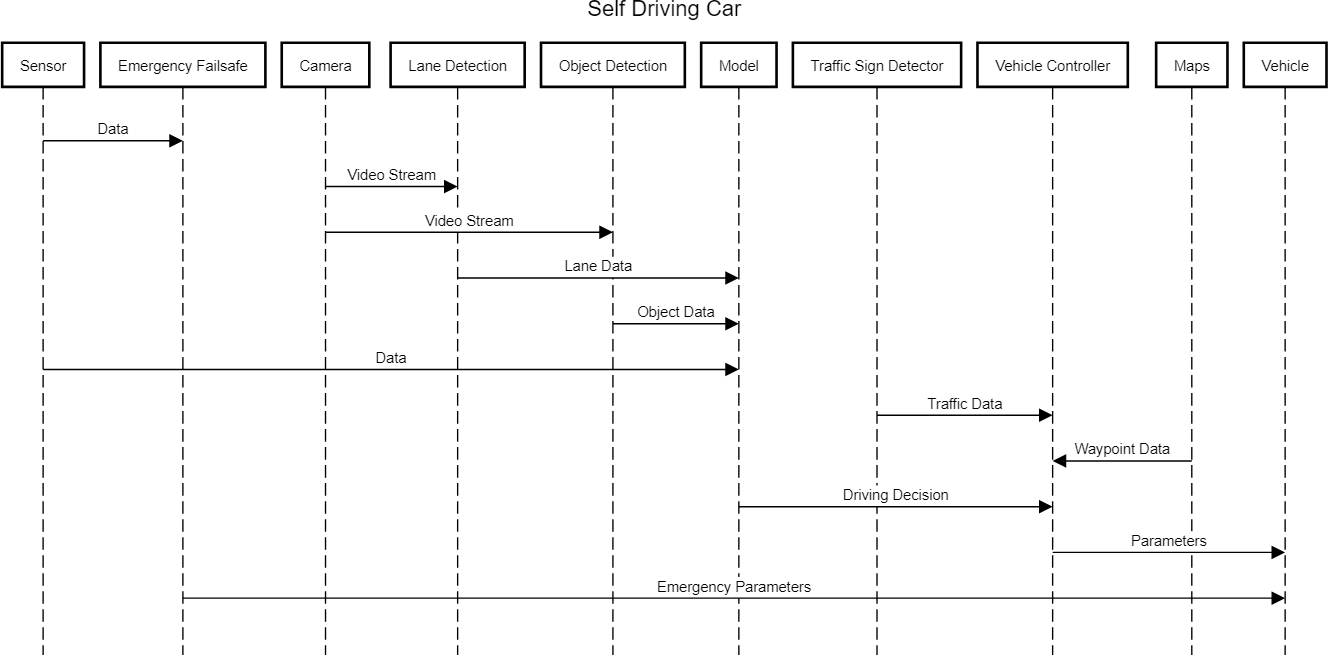 Self Driving Car
Sensor
Emergency Failsafe
Camera
Lane Detection
Object Detection
Model
Traffic Sign Detector
Vehicle Controller
Maps
Vehicle
Data
Video Stream
Video Stream
Lane Data
Object Data
Data
Traffic Data
Waypoint Data
Driving Decision
Parameters
Emergency Parameters